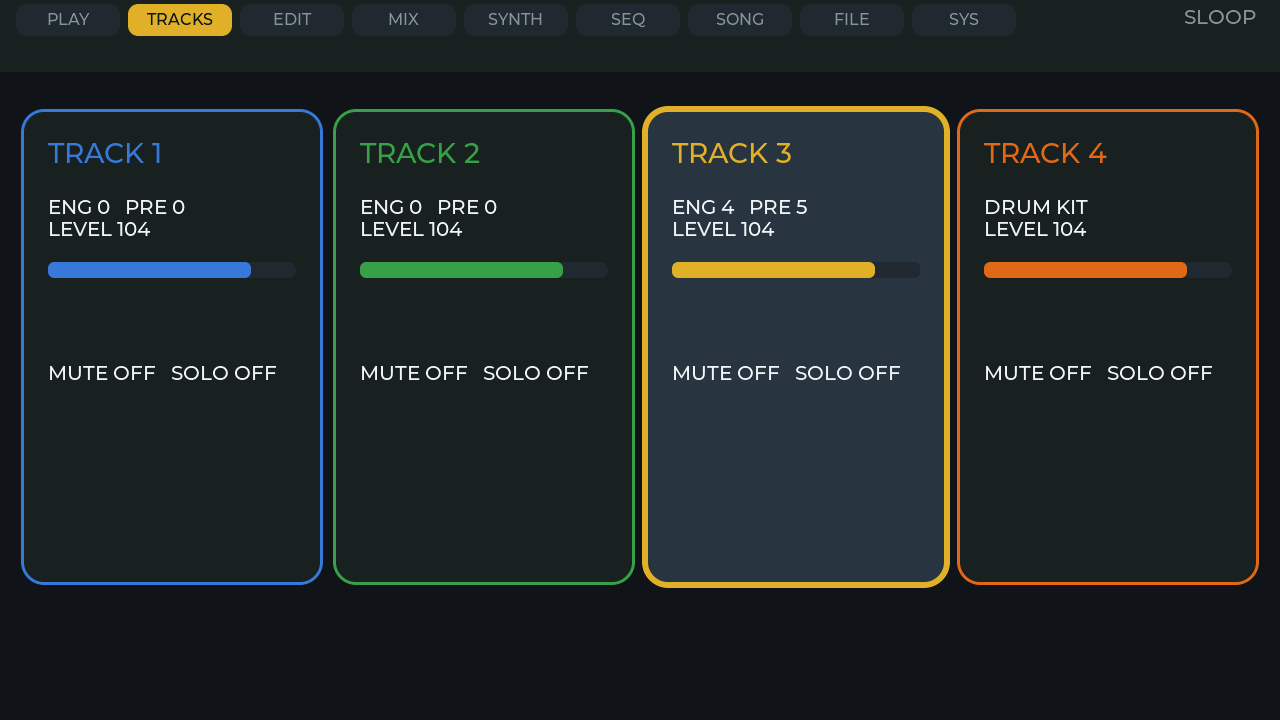 PLAY TRACKS EDIT MIX SYNTH SEQ SONG FILE SYS SLOOP
TRACK 1
ENG 0 PRE 0
LEVEL 104
MUTE OFF SOLO OFF
TRACK 2
ENG 0 PRE 0
LEVEL 104
MUTE OFF SOLO OFF
TRACK 3
ENG 4 PRE 5
LEVEL 104
MUTE OFF SOLO OFF
TRACK 4
DRUM KIT
LEVEL 104
MUTE OFF SOLO OFF